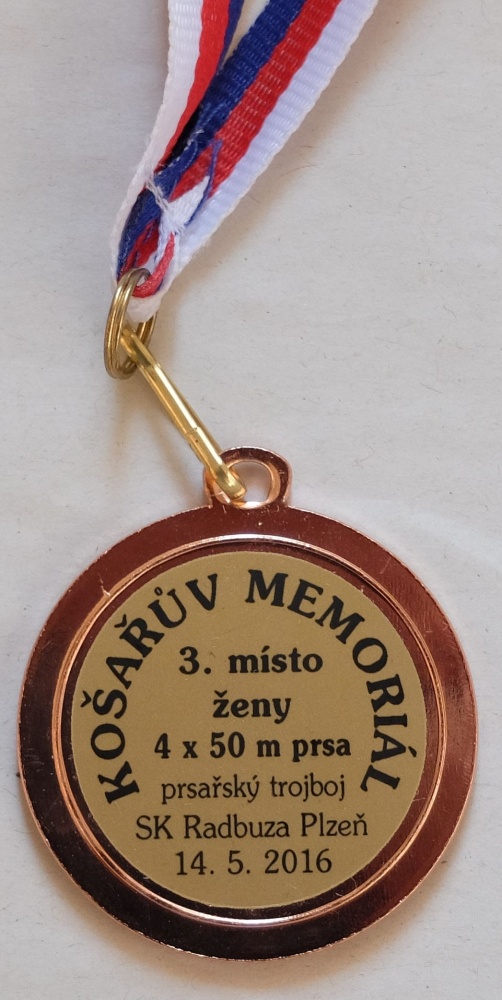 KOŠAŘŮV MEMORIÁL
3. místo
ženy
4 x 50 m prsa
prsařský trojboj
SK Radbuza Plzeň
14. 5. 2016